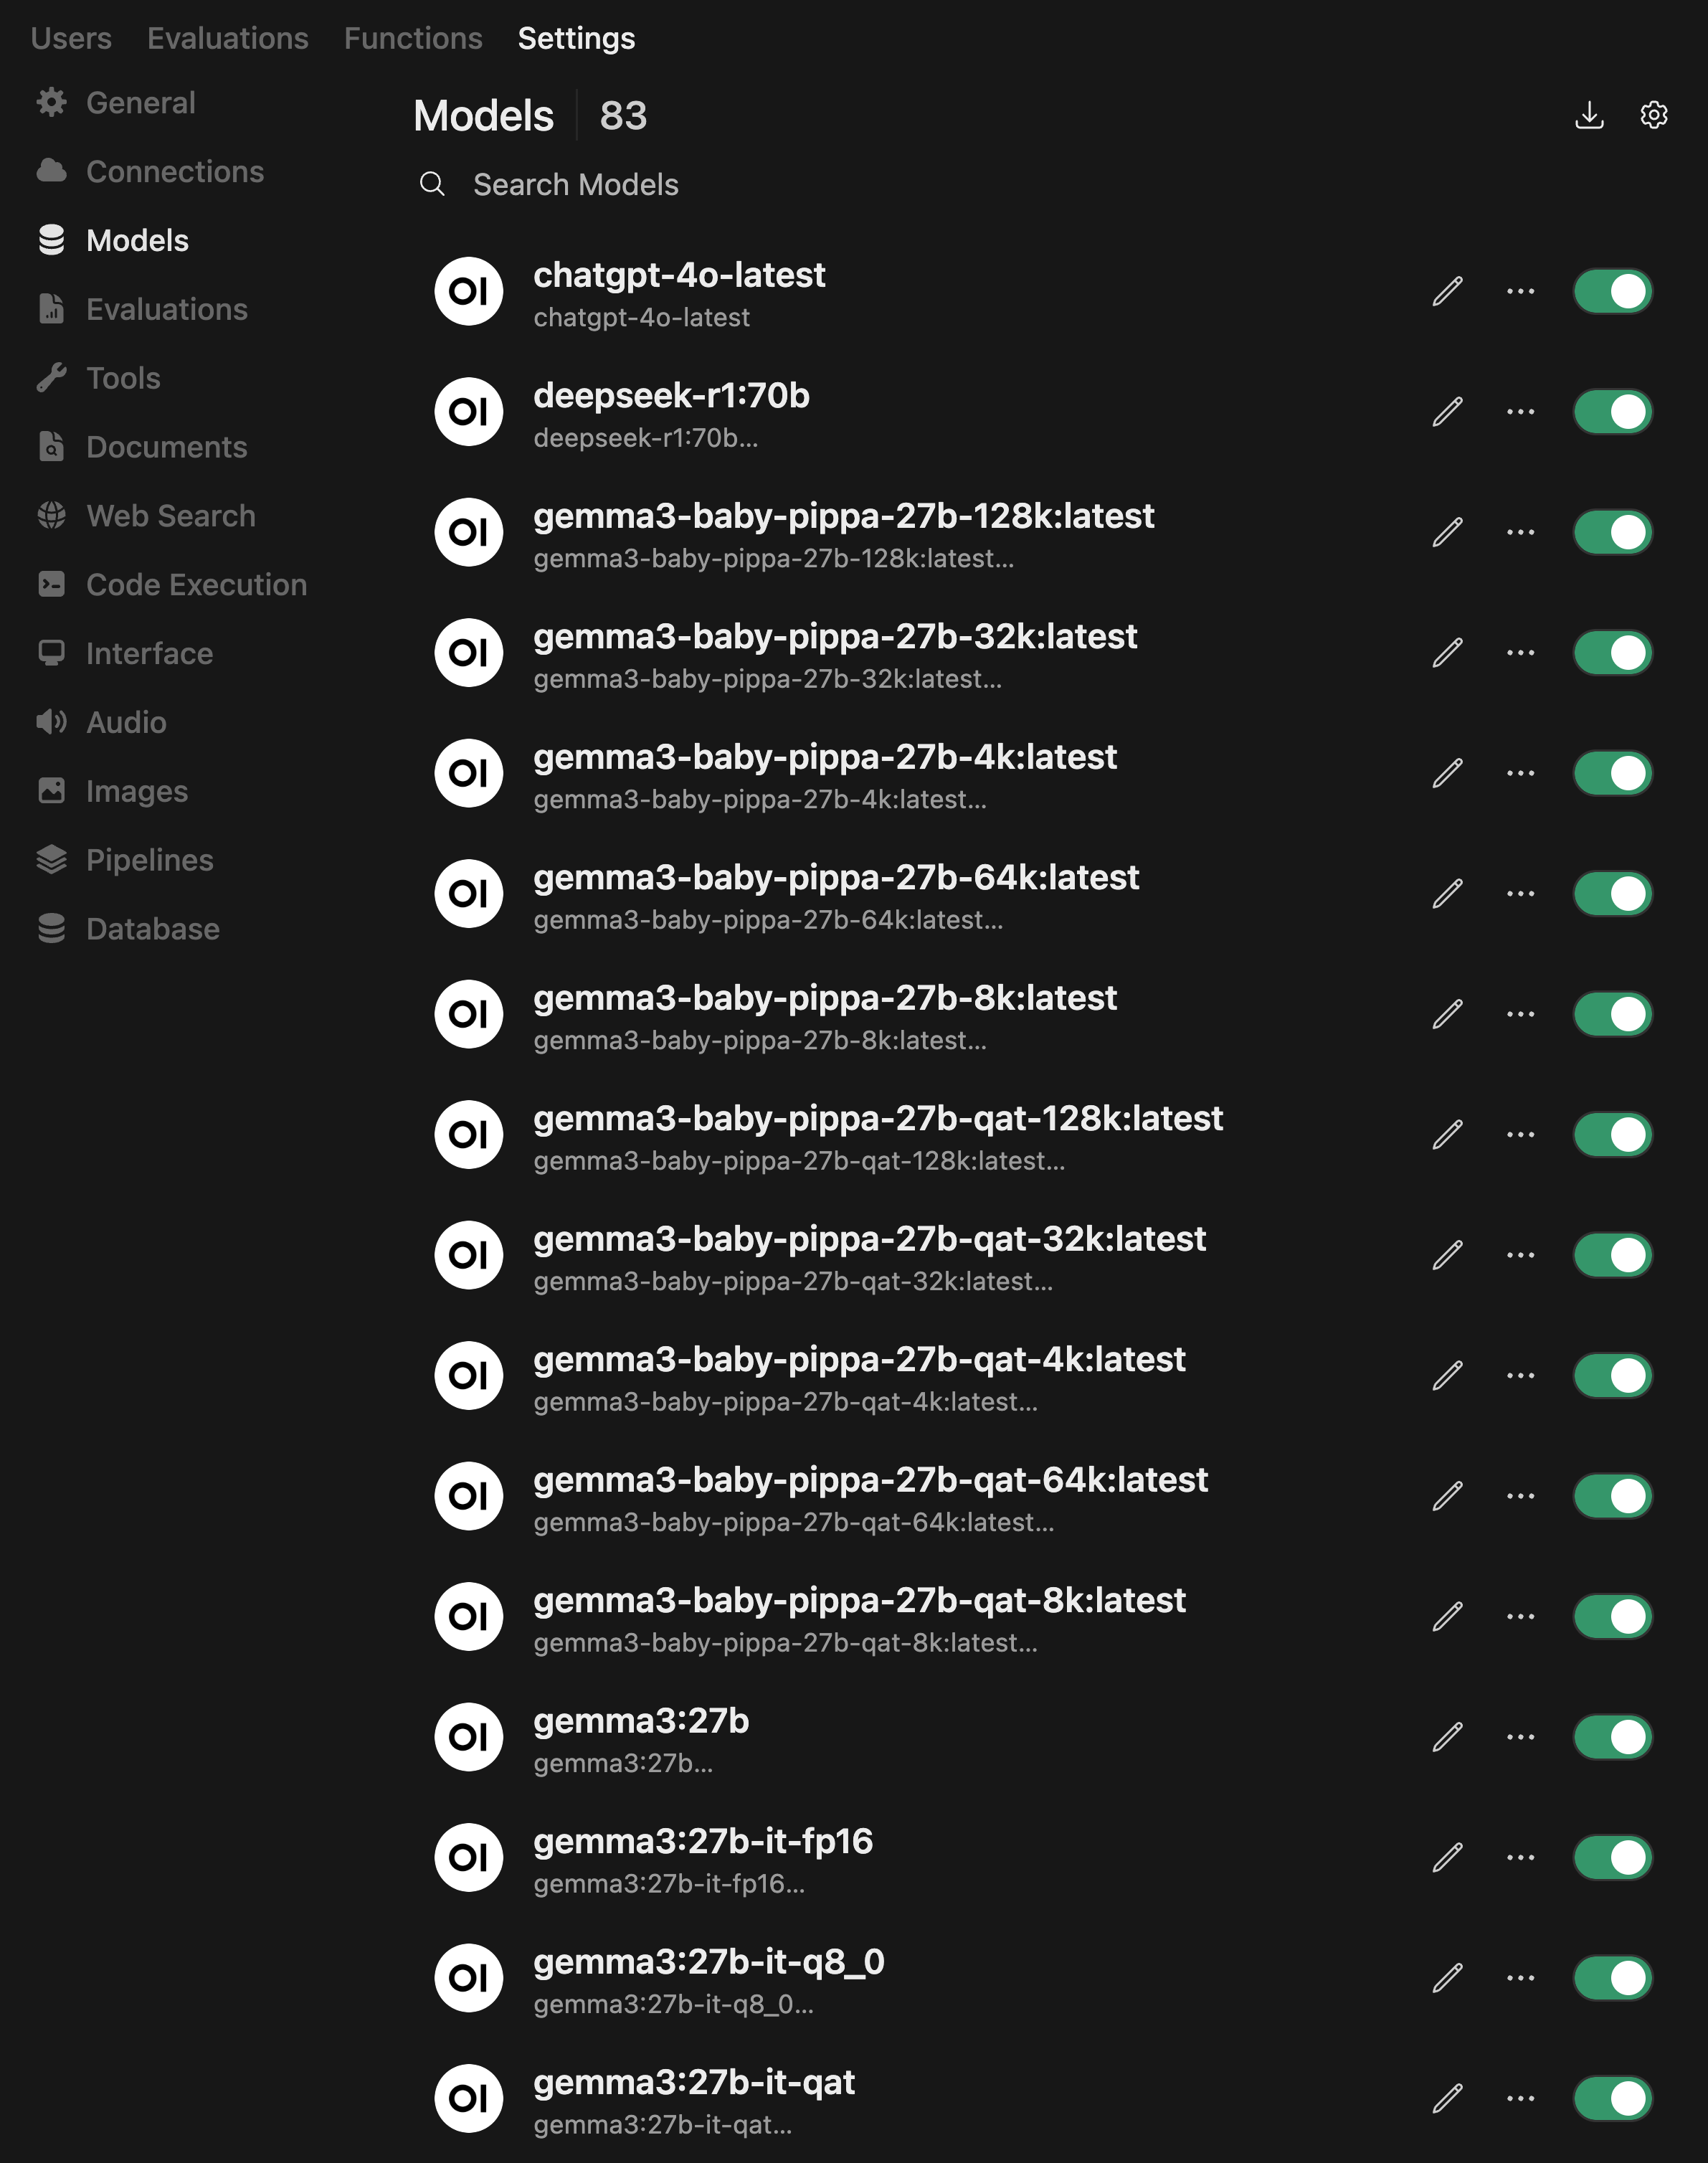 Users Evaluations Functions Settings
General
Connections
Models
Evaluations
Tools
Documents
Web Search
Code Execution
Interface
Audio
Images
Pipelines
Database
Models 83
Search Models
OI
chatgpt-4o-latest
chatgpt-4o-latest
OI
deepseek-r1:70b
deepseek-r1:70b...
OI
gemma3-baby-pippa-27b-128k:latest
gemma3-baby-pippa-27b-128k:latest...
OI
gemma3-baby-pippa-27b-32k:latest
gemma3-baby-pippa-27b-32k:latest...
OI
gemma3-baby-pippa-27b-4k:latest
gemma3-baby-pippa-27b-4k:latest...
OI
gemma3-baby-pippa-27b-64k:latest
gemma3-baby-pippa-27b-64k:latest...
OI
gemma3-baby-pippa-27b-8k:latest
gemma3-baby-pippa-27b-8k:latest...
OI
gemma3-baby-pippa-27b-qat-128k:latest
gemma3-baby-pippa-27b-qat-128k:latest...
OI
gemma3-baby-pippa-27b-qat-32k:latest
gemma3-baby-pippa-27b-qat-32k:latest...
OI
gemma3-baby-pippa-27b-qat-4k:latest
gemma3-baby-pippa-27b-qat-4k:latest...
OI
gemma3-baby-pippa-27b-qat-64k:latest
gemma3-baby-pippa-27b-qat-64k:latest...
OI
gemma3-baby-pippa-27b-qat-8k:latest
gemma3-baby-pippa-27b-qat-8k:latest...
OI
gemma3:27b
gemma3:27b...
OI
gemma3:27b-it-fp16
gemma3:27b-it-fp16...
OI
gemma3:27b-it-q8_0
gemma3:27b-it-q8_0...
OI
gemma3:27b-it-qat
gemma3:27b-it-qat...